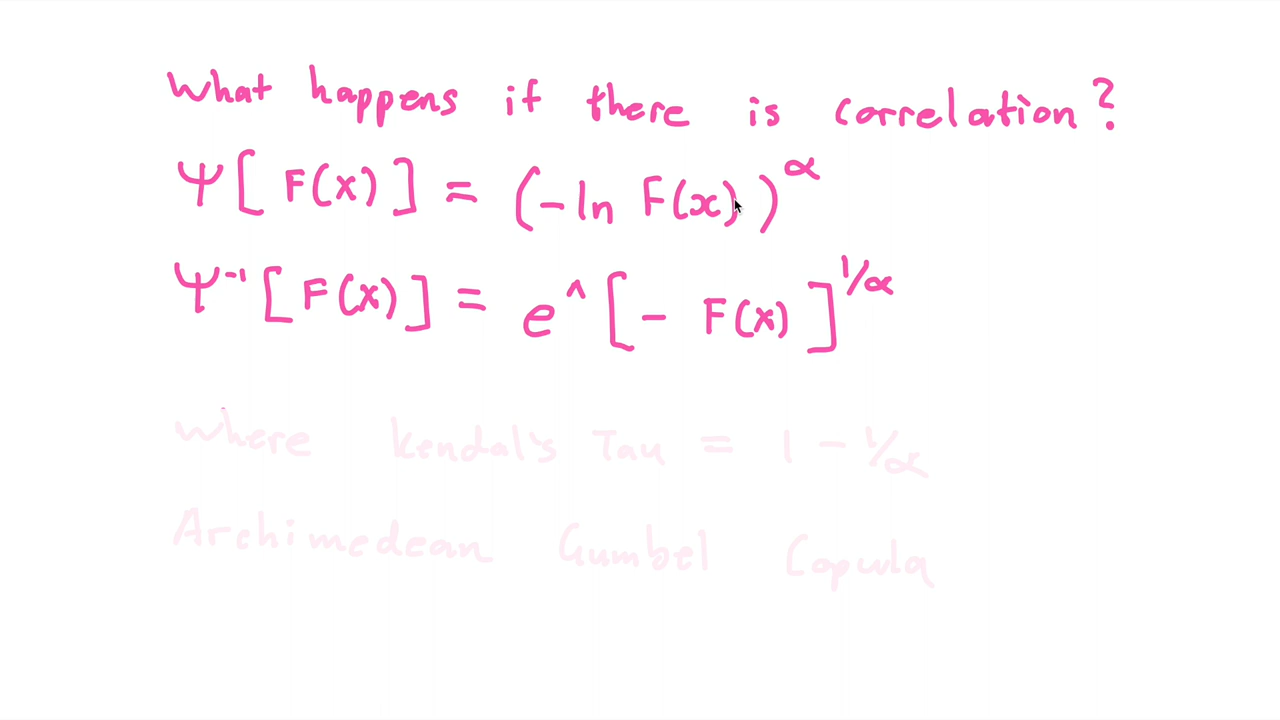 What happens if there is correlation?
Ψ[F(x)] = (-ln F(x))^α
Ψ⁻¹[F(x)] = e^[- F(x)]^1/α
where Kendal's Tau = 1 - 1/α
Archimedean Gumbel Copula